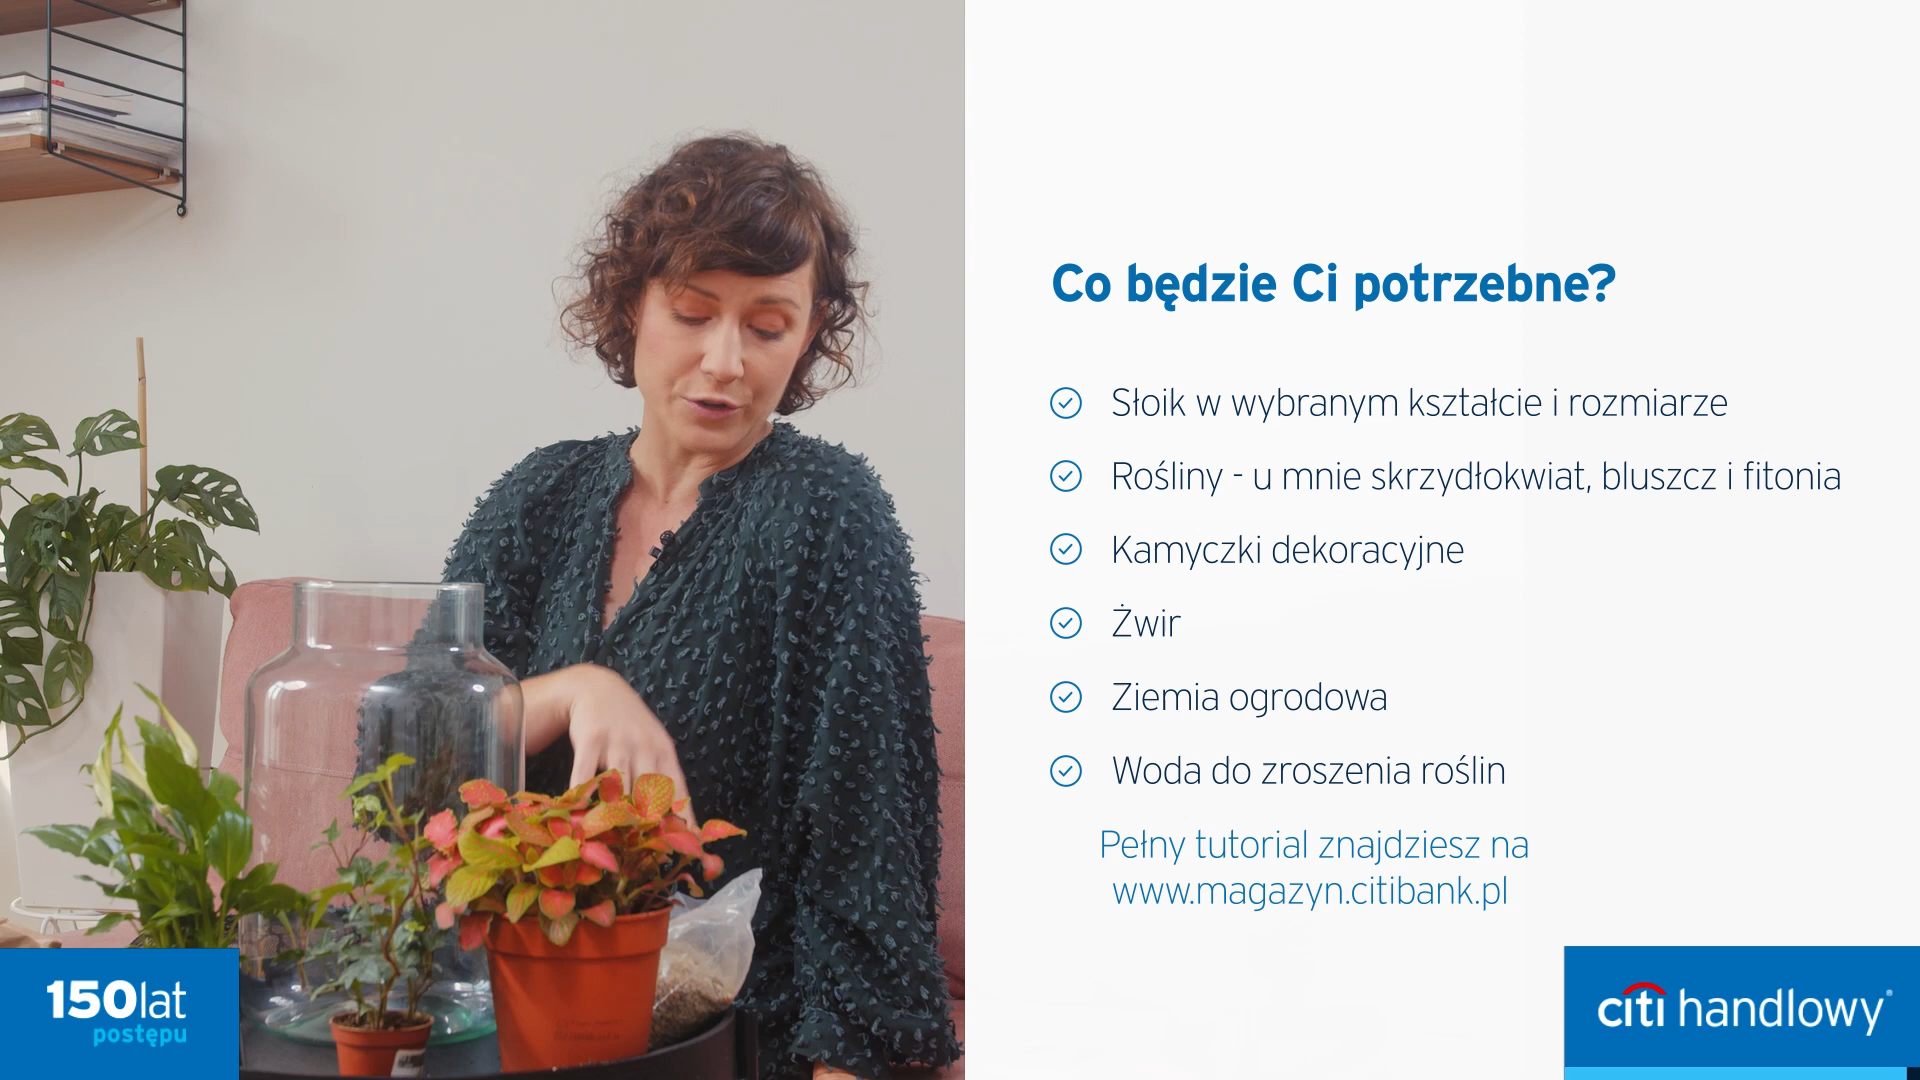 Co będzie Ci potrzebne?
Słoik w wybranym kształcie i rozmiarze
Rośliny - u mnie skrzydłokwiat, bluszcz i fitonia
Kamyczki dekoracyjne
Żwir
Ziemia ogrodowa
Woda do zroszenia roślin
Pełny tutorial znajdziesz na
www.magazyn.citibank.pl
150lat
postępu
citi handlowy®